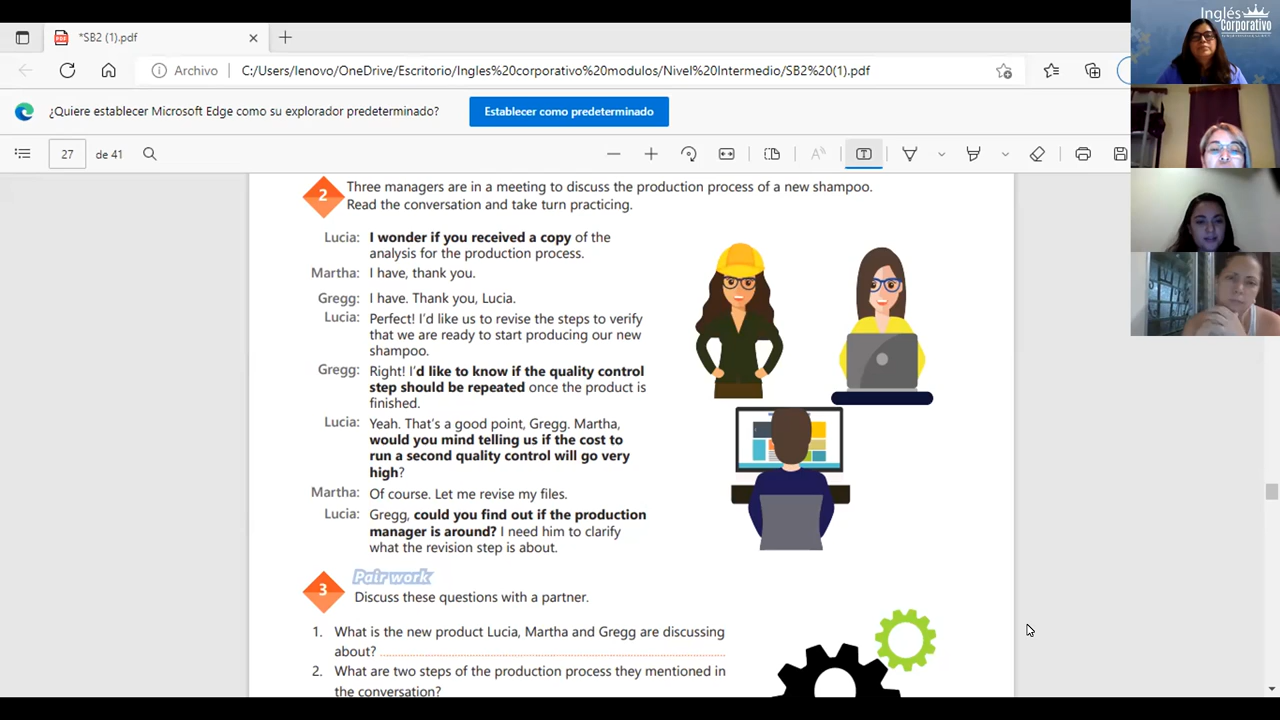 *SB2 (1).pdf
Archivo
C:/Users/lenovo/OneDrive/Escritorio/Ingles%20corporativo%20modulos/Nivel%20Intermedio/SB2%20(1).pdf
¿Quiere establecer Microsoft Edge como su explorador predeterminado?
Establecer como predeterminado
27
de 41
Inglés
Corporativo
2
Three managers are in a meeting to discuss the production process of a new shampoo.
Read the conversation and take turn practicing.
Lucia: I wonder if you received a copy of the
analysis for the production process.
Martha: I have, thank you.
Gregg: I have. Thank you, Lucia.
Lucia: Perfect! I'd like us to revise the steps to verify
that we are ready to start producing our new
shampoo.
Gregg: Right! I'd like to know if the quality control
step should be repeated once the product is
finished.
Lucia: Yeah. That's a good point, Gregg. Martha,
would you mind telling us if the cost to
run a second quality control will go very
high?
Martha: Of course. Let me revise my files.
Lucia: Gregg, could you find out if the production
manager is around? I need him to clarify
what the revision step is about.
3
Pair work
Discuss these questions with a partner.
1. What is the new product Lucia, Martha and Gregg are discussing
about?
2. What are two steps of the production process they mentioned in
the conversation?